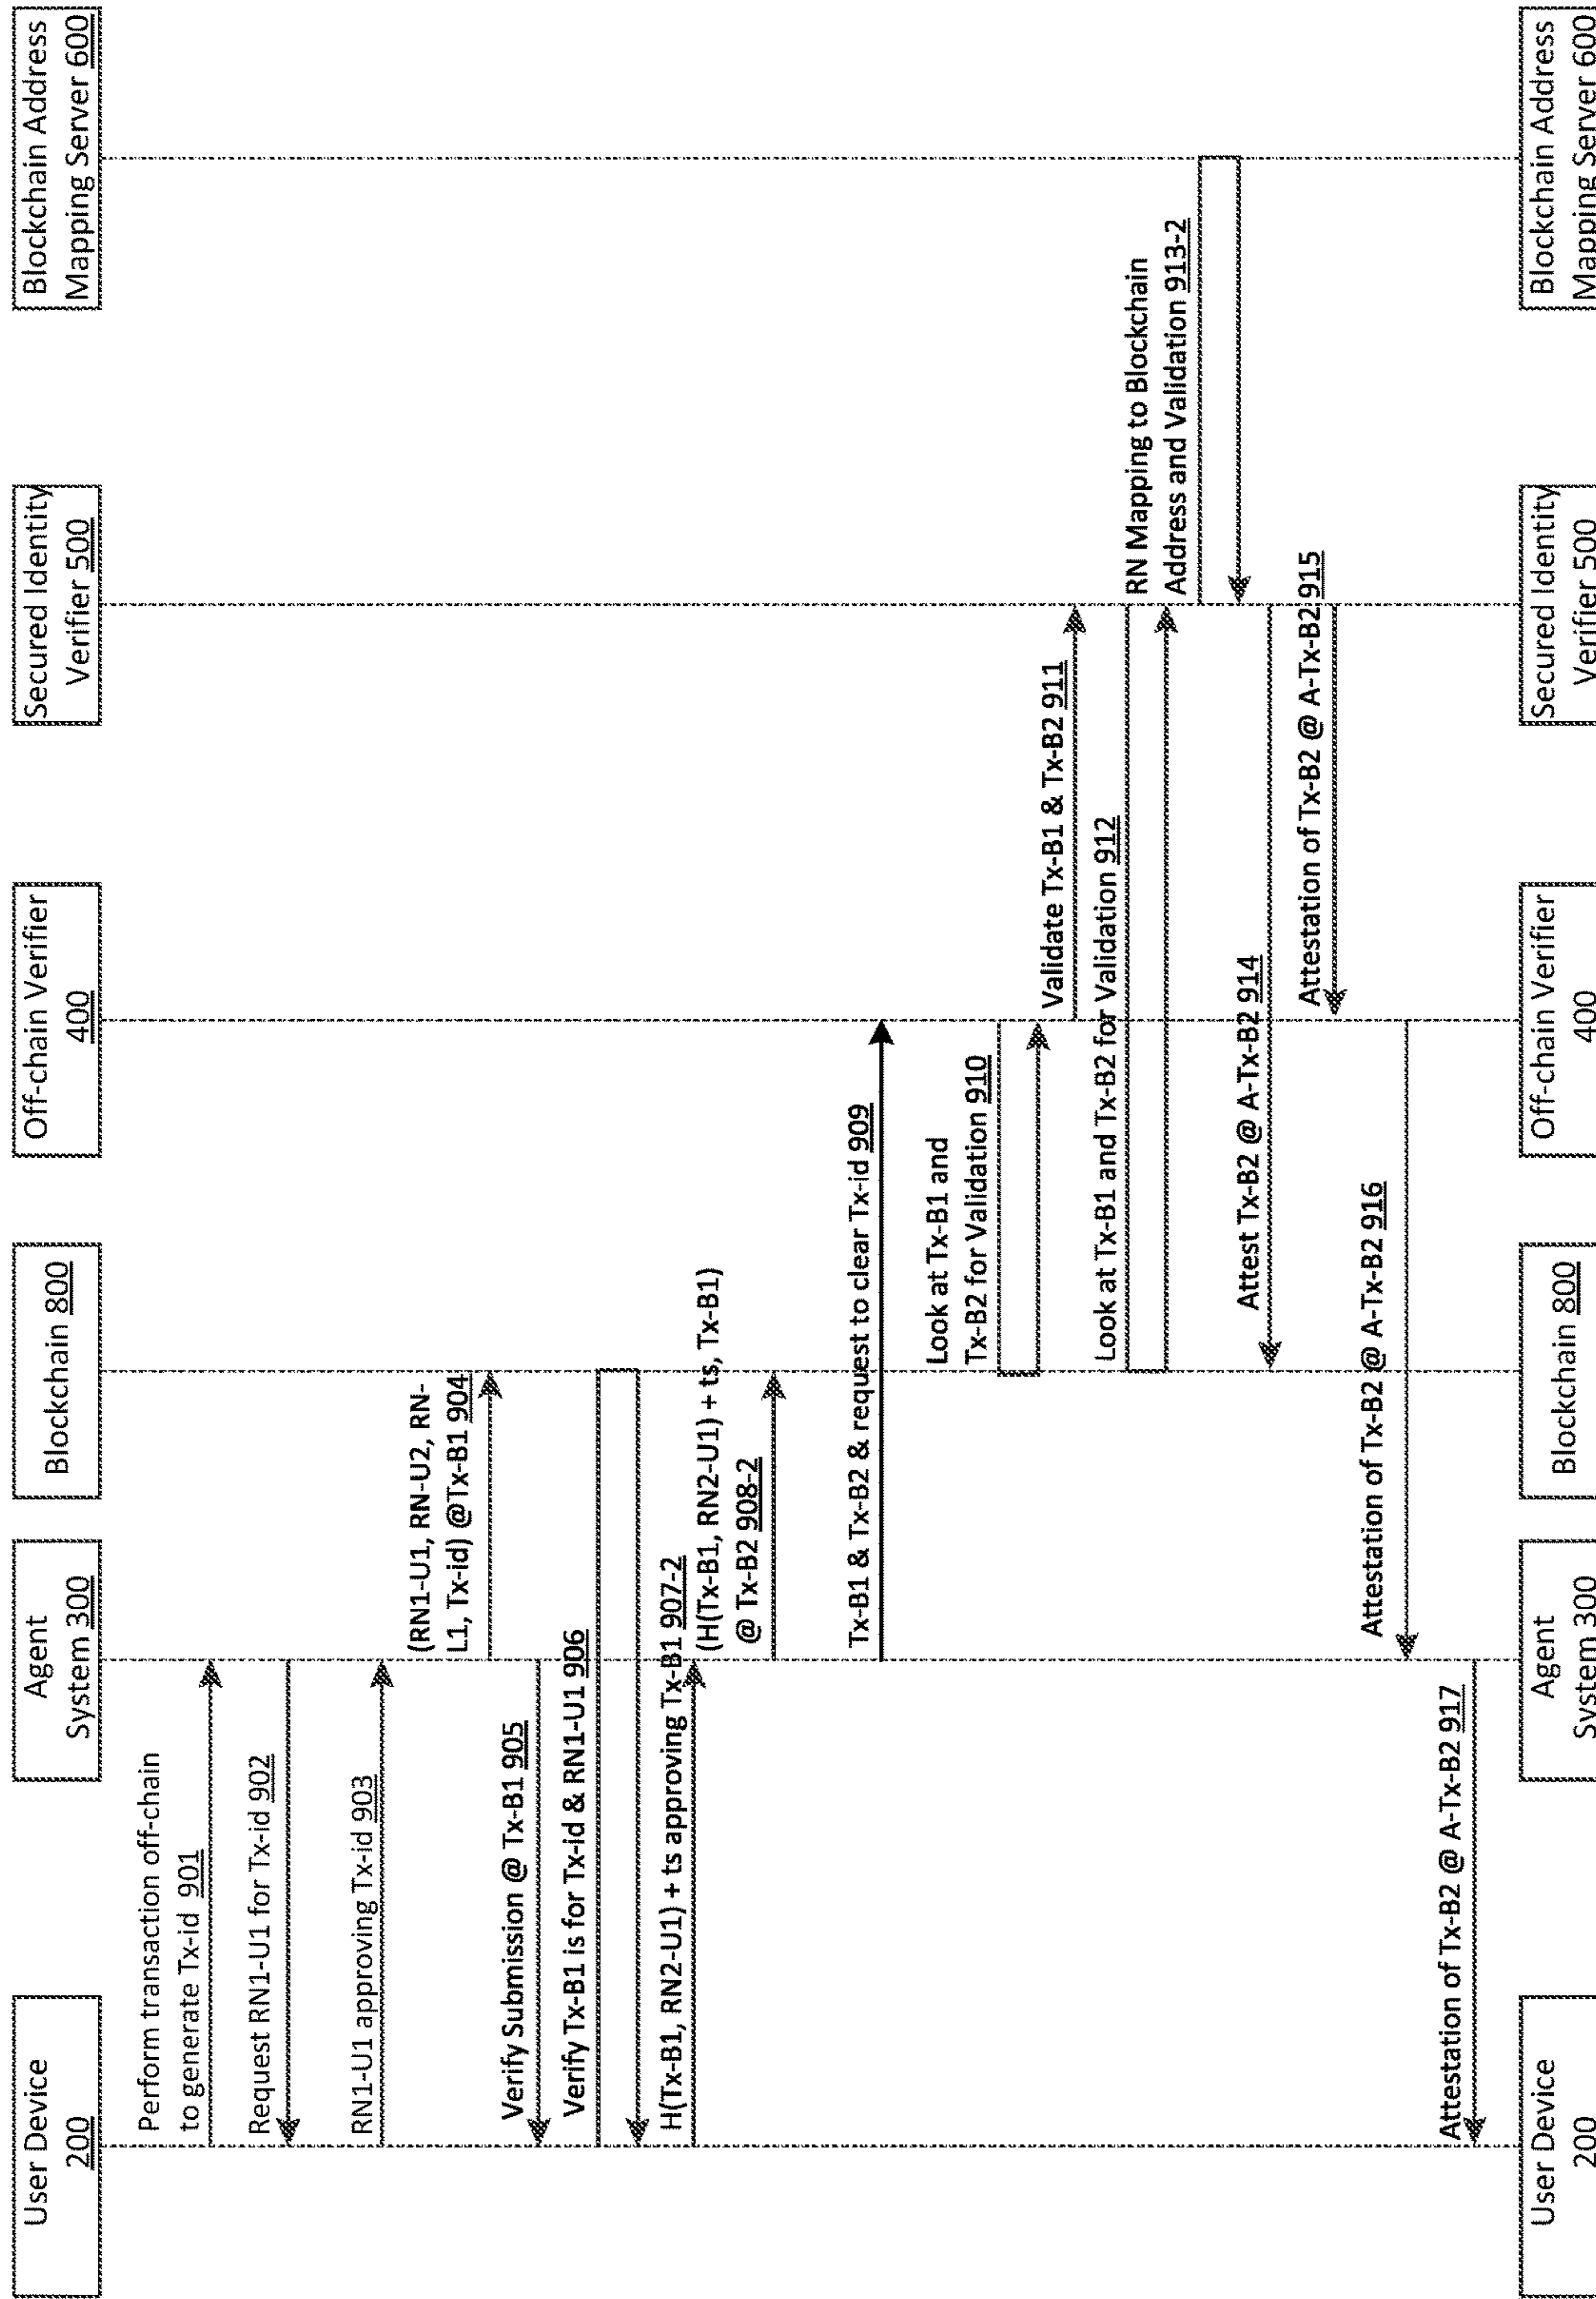 User Device
200
Agent
System 300
Blockchain 800
Off-chain Verifier
400
Secured Identity
Verifier 500
Blockchain Address
Mapping Server 600
Perform transaction off-chain
to generate Tx-id 901
Request RN1-U1 for Tx-id 902
RN1-U1 approving Tx-id 903
(RN1-U1, RN-U2, RN-
L1, Tx-id) @Tx-B1 904
Verify Submission @ Tx-B1 905
Verify Tx-B1 is for Tx-id & RN1-U1 906
H(Tx-B1, RN2-U1) + ts approving Tx-B1 907-2
(H(Tx-B1, RN2-U1) + ts, Tx-B1)
@ Tx-B2 908-2
Tx-B1 & Tx-B2 & request to clear Tx-id 909
Look at Tx-B1 and
Tx-B2 for Validation 910
Validate Tx-B1 & Tx-B2 911
Look at Tx-B1 and Tx-B2 for Validation 912
RN Mapping to Blockchain
Address and Validation 913-2
Attest Tx-B2 @ A-Tx-B2 914
Attestation of Tx-B2 @ A-Tx-B2 915
Attestation of Tx-B2 @ A-Tx-B2 916
Attestation of Tx-B2 @ A-Tx-B2 917
User Device
200
Agent
System 300
Blockchain 800
Off-chain Verifier
400
Secured Identity
Verifier 500
Blockchain Address
Mapping Server 600